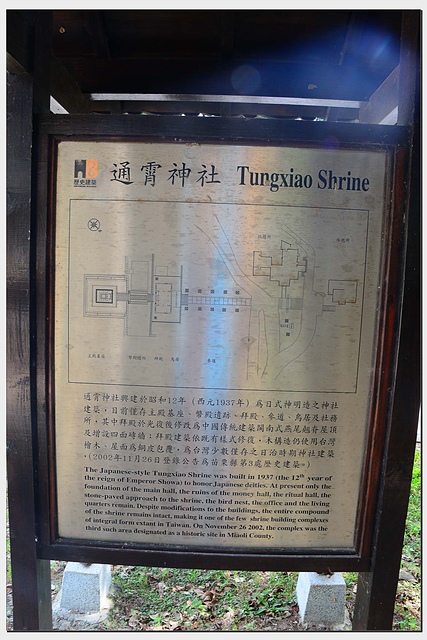 歷史建築
通霄神社 Tungxiao Shrine
社務所
參道
通霄神社興建於昭和12年（西元1937年）為日式神明造之神社
建築，目前僅存主殿基座、幣殿遺跡、拜殿、參道、鳥居及社務
所，其中拜殿於光復後修改為中國傳統建築閩南式燕尾翹脊屋頂
及增設四面磚牆；拜殿建築依既有樣式修復，木構造仍使用台灣
檜木、屋面為銅皮包覆，為台灣少數僅存之日治時期神社建築
。(2002年11月26日登錄公告為苗栗縣第3處歷史建築。)
The Japanese-style Tungxiao Shrine was built in 1937 (the 12th year of
the reign of Emperor Showa) to honor Japanese deities. At present only the
foundation of the main hall, the ruins of the money hall, the ritual hall, the
stone-paved approach to the shrine, the bird nest, the office and the living
quarters remain. Despite modifications to the buildings, the entire compound
of the shrine remains intact, making it one of the few shrine building complexes
of integral form extant in Taiwan. On November 26 2002, the complex was the
third such area designated as a historic site in Miaoli County.